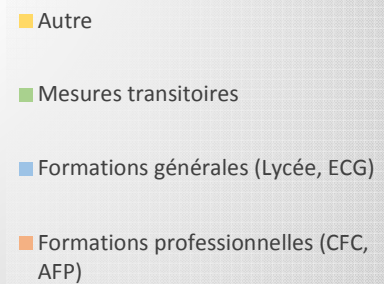 Autre
Mesures transitoires
Formations générales (Lycée, ECG)
Formations professionnelles (CFC,
AFP)